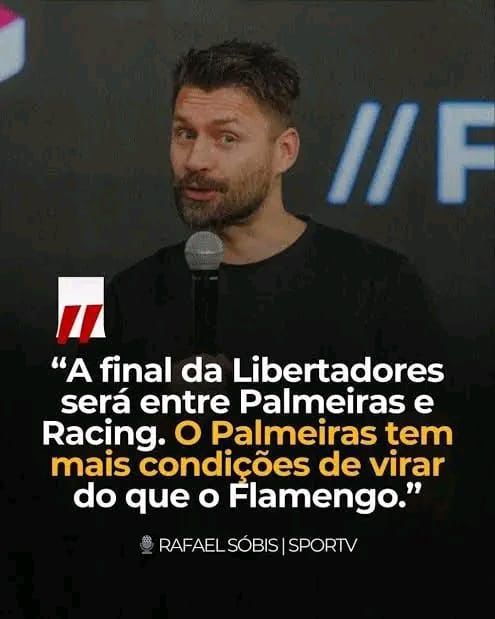 //F
“A final da Libertadores
será entre Palmeiras e
Racing. O Palmeiras tem
mais condições de virar
do que o Flamengo.”
RAFAEL SÓBIS | SPORTV